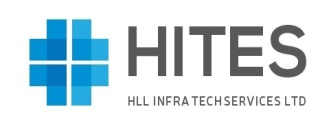 HITES
HLL INFRA TECH SERVICES LTD